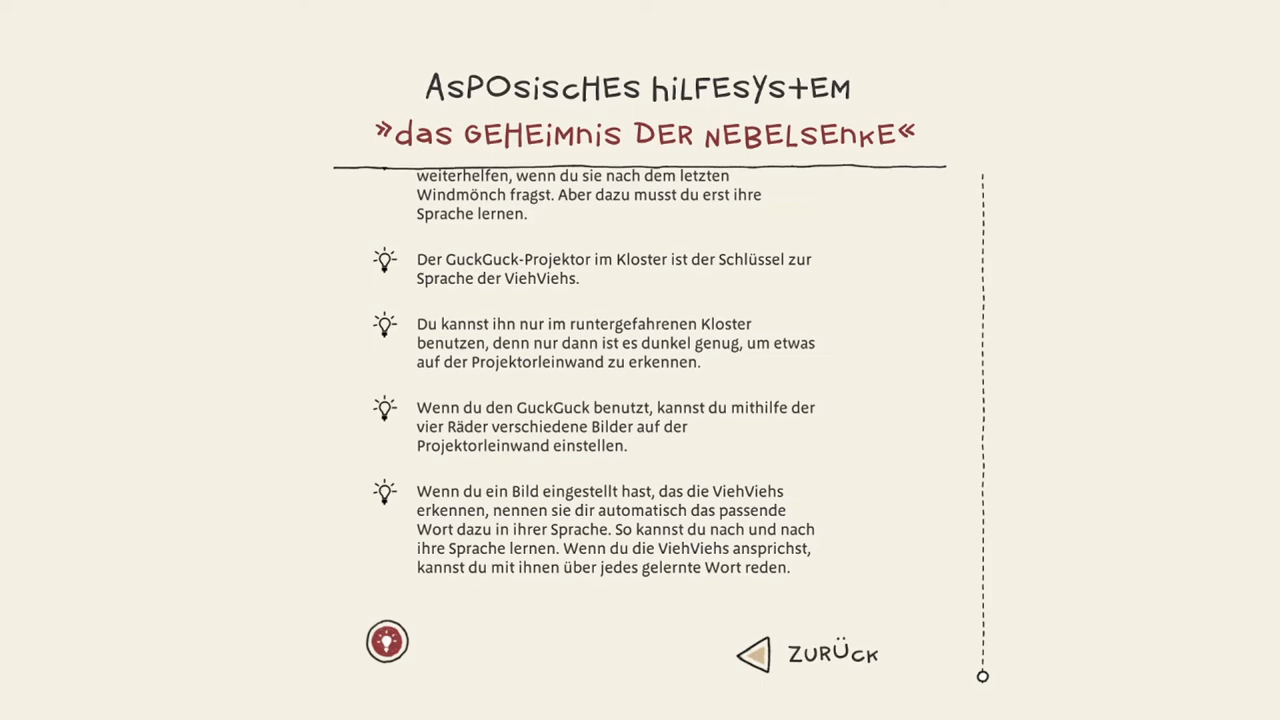 AsPOsiscHEs hiLFEsystEM
»das GEHEiMnis DER NEBELSEnKE«
weiterhelfen, wenn du sie nach dem letzten
Windmönch fragst. Aber dazu musst du erst ihre
Sprache lernen.
Der GuckGuck-Projektor im Kloster ist der Schlüssel zur
Sprache der ViehViehs.
Du kannst ihn nur im runtergefahrenen Kloster
benutzen, denn nur dann ist es dunkel genug, um etwas
auf der Projektorleinwand zu erkennen.
Wenn du den GuckGuck benutzt, kannst du mithilfe der
vier Räder verschiedene Bilder auf der
Projektorleinwand einstellen.
Wenn du ein Bild eingestellt hast, das die ViehViehs
erkennen, nennen sie dir automatisch das passende
Wort dazu in ihrer Sprache. So kannst du nach und nach
ihre Sprache lernen. Wenn du die ViehViehs ansprichst,
kannst du mit ihnen über jedes gelernte Wort reden.
ZURÜCK